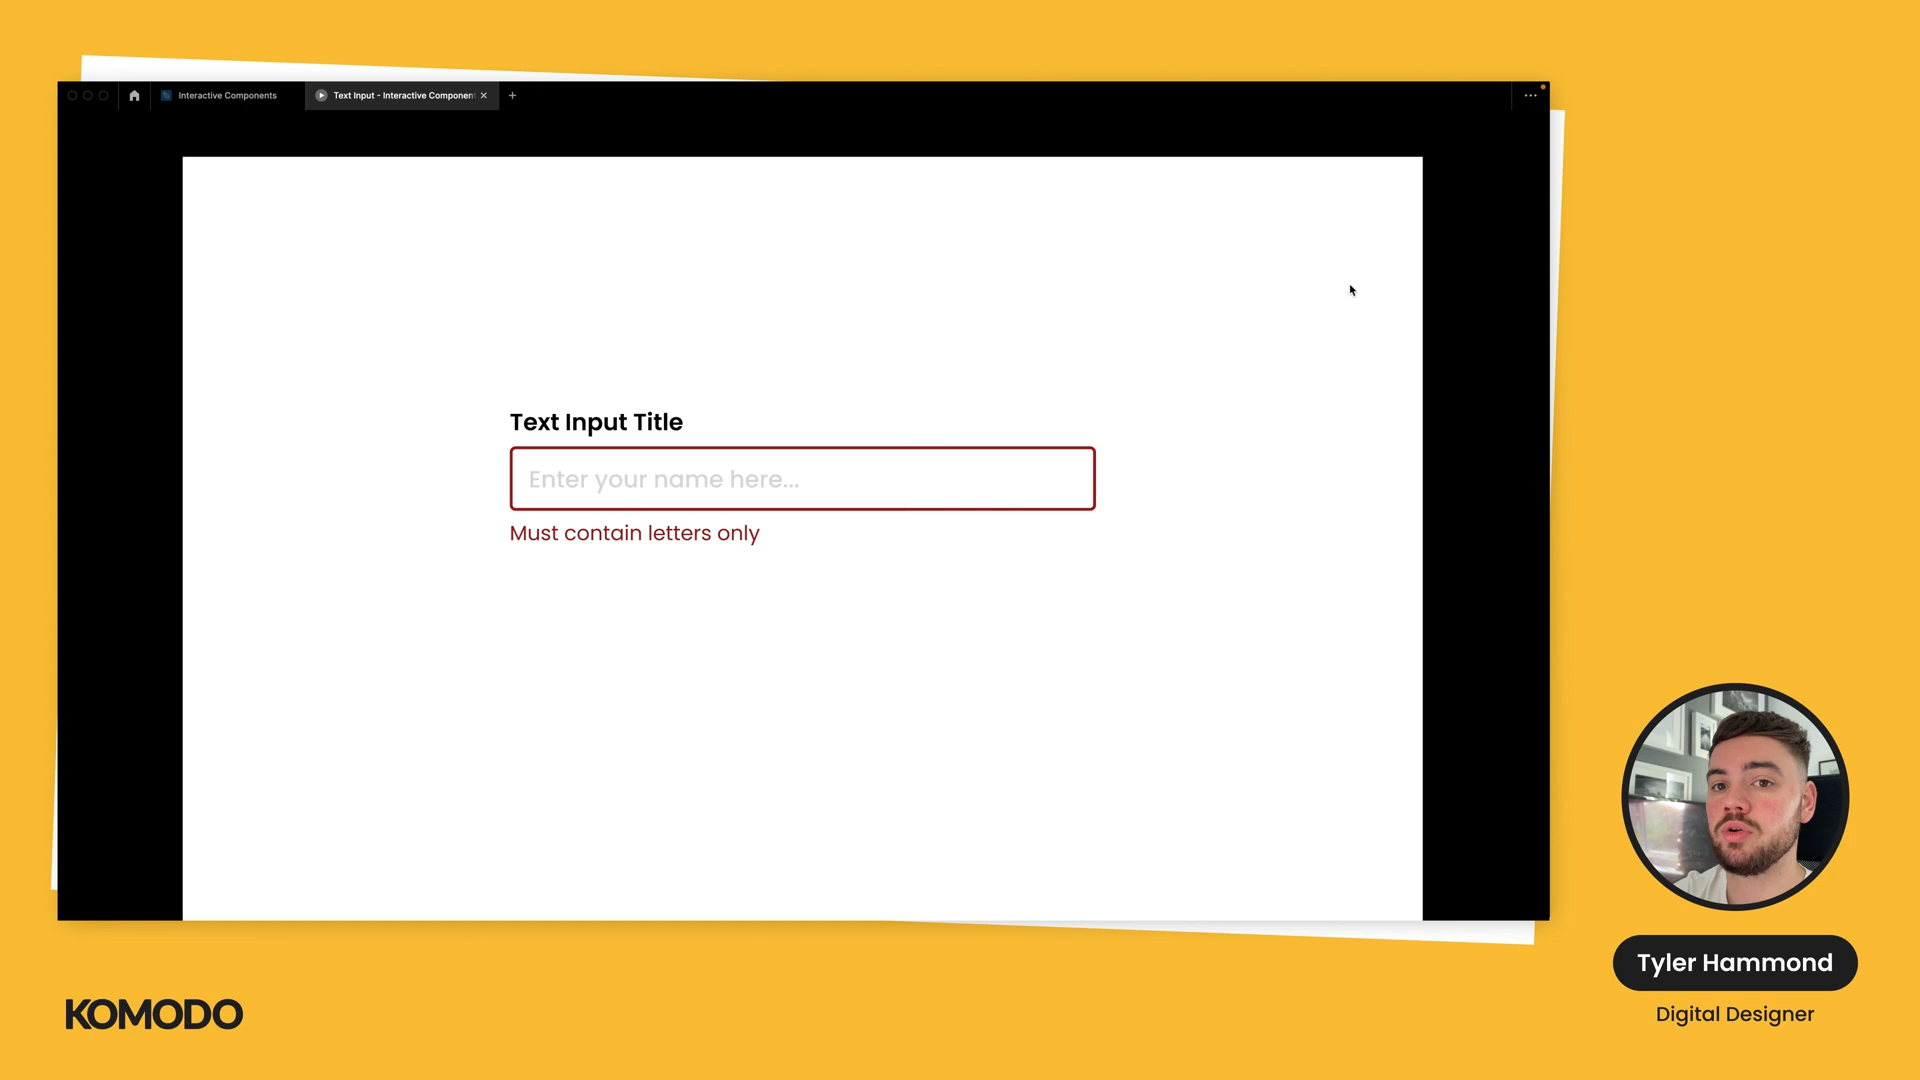 Interactive Components
Text Input - Interactive Componen
Text Input Title
Enter your name here...
Must contain letters only
Tyler Hammond
Digital Designer
KOMODO